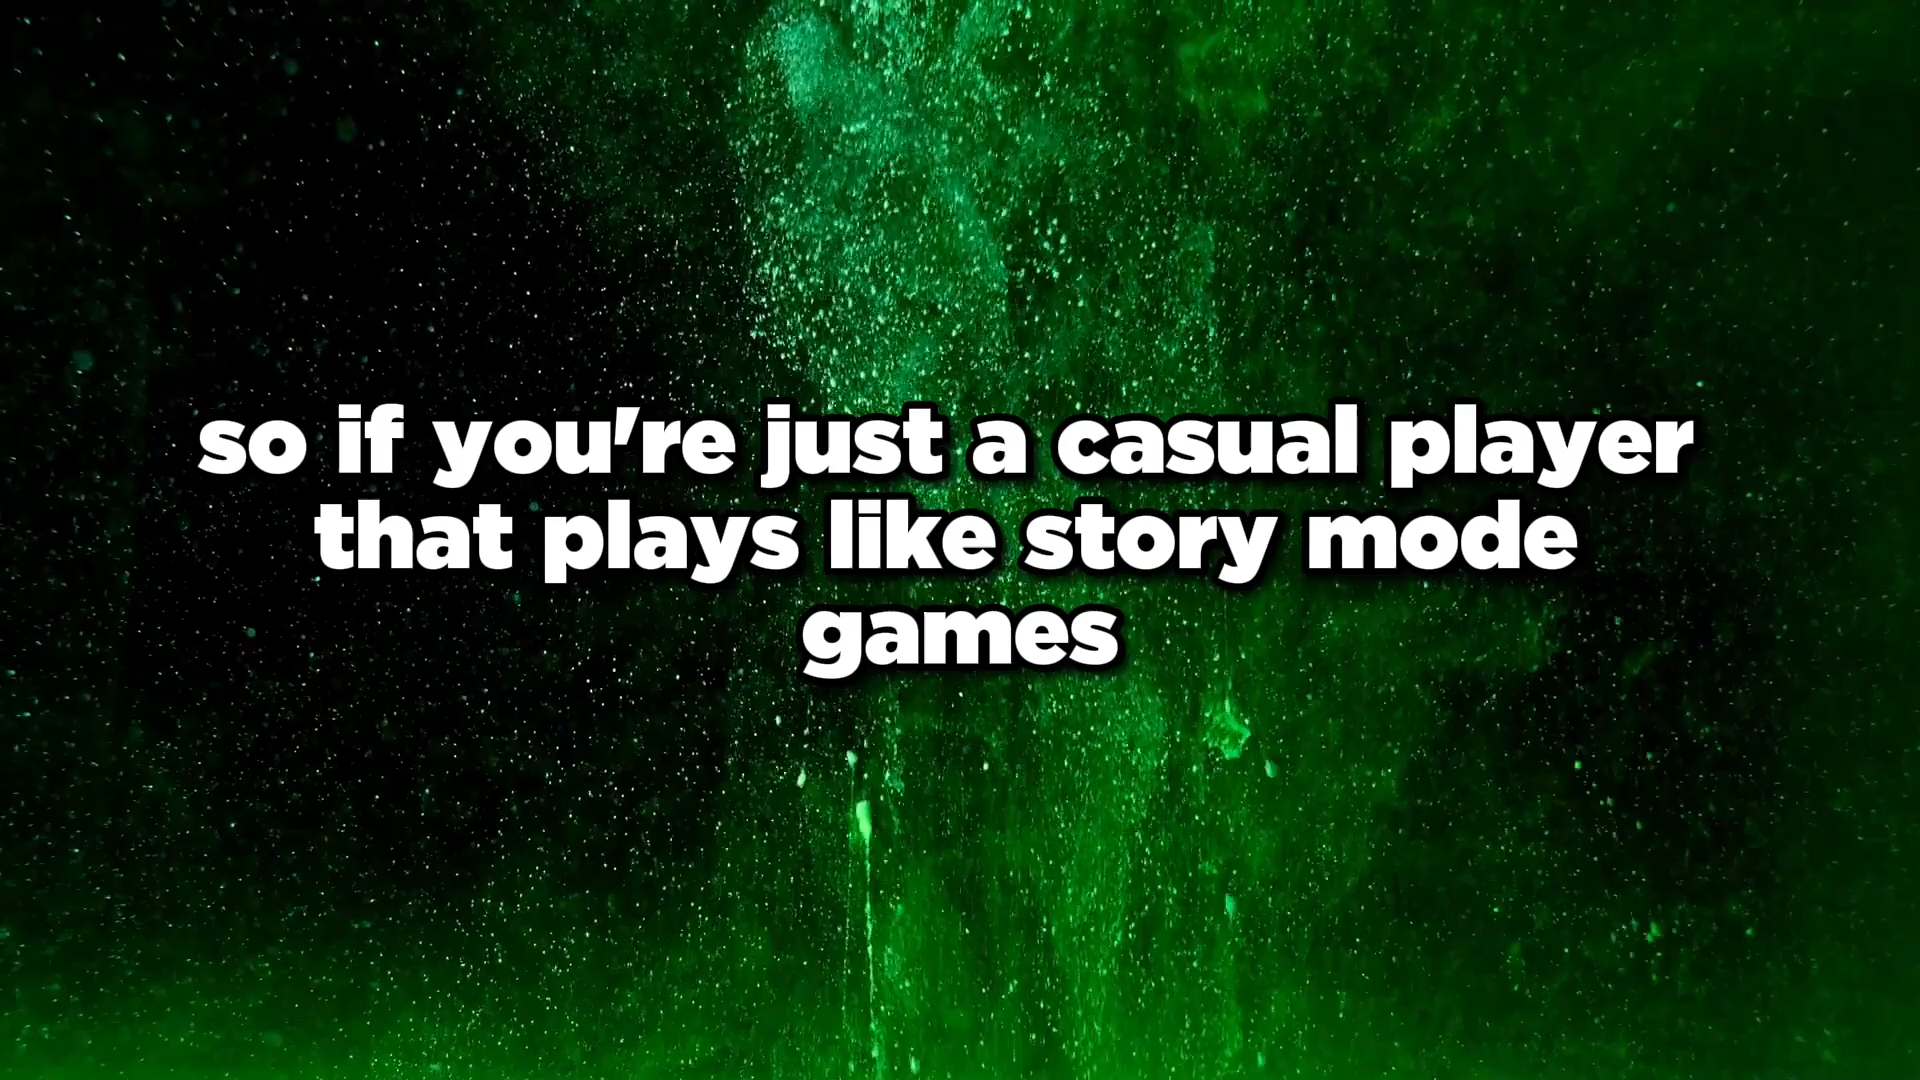 so if you're just a casual player
that plays like story mode
games